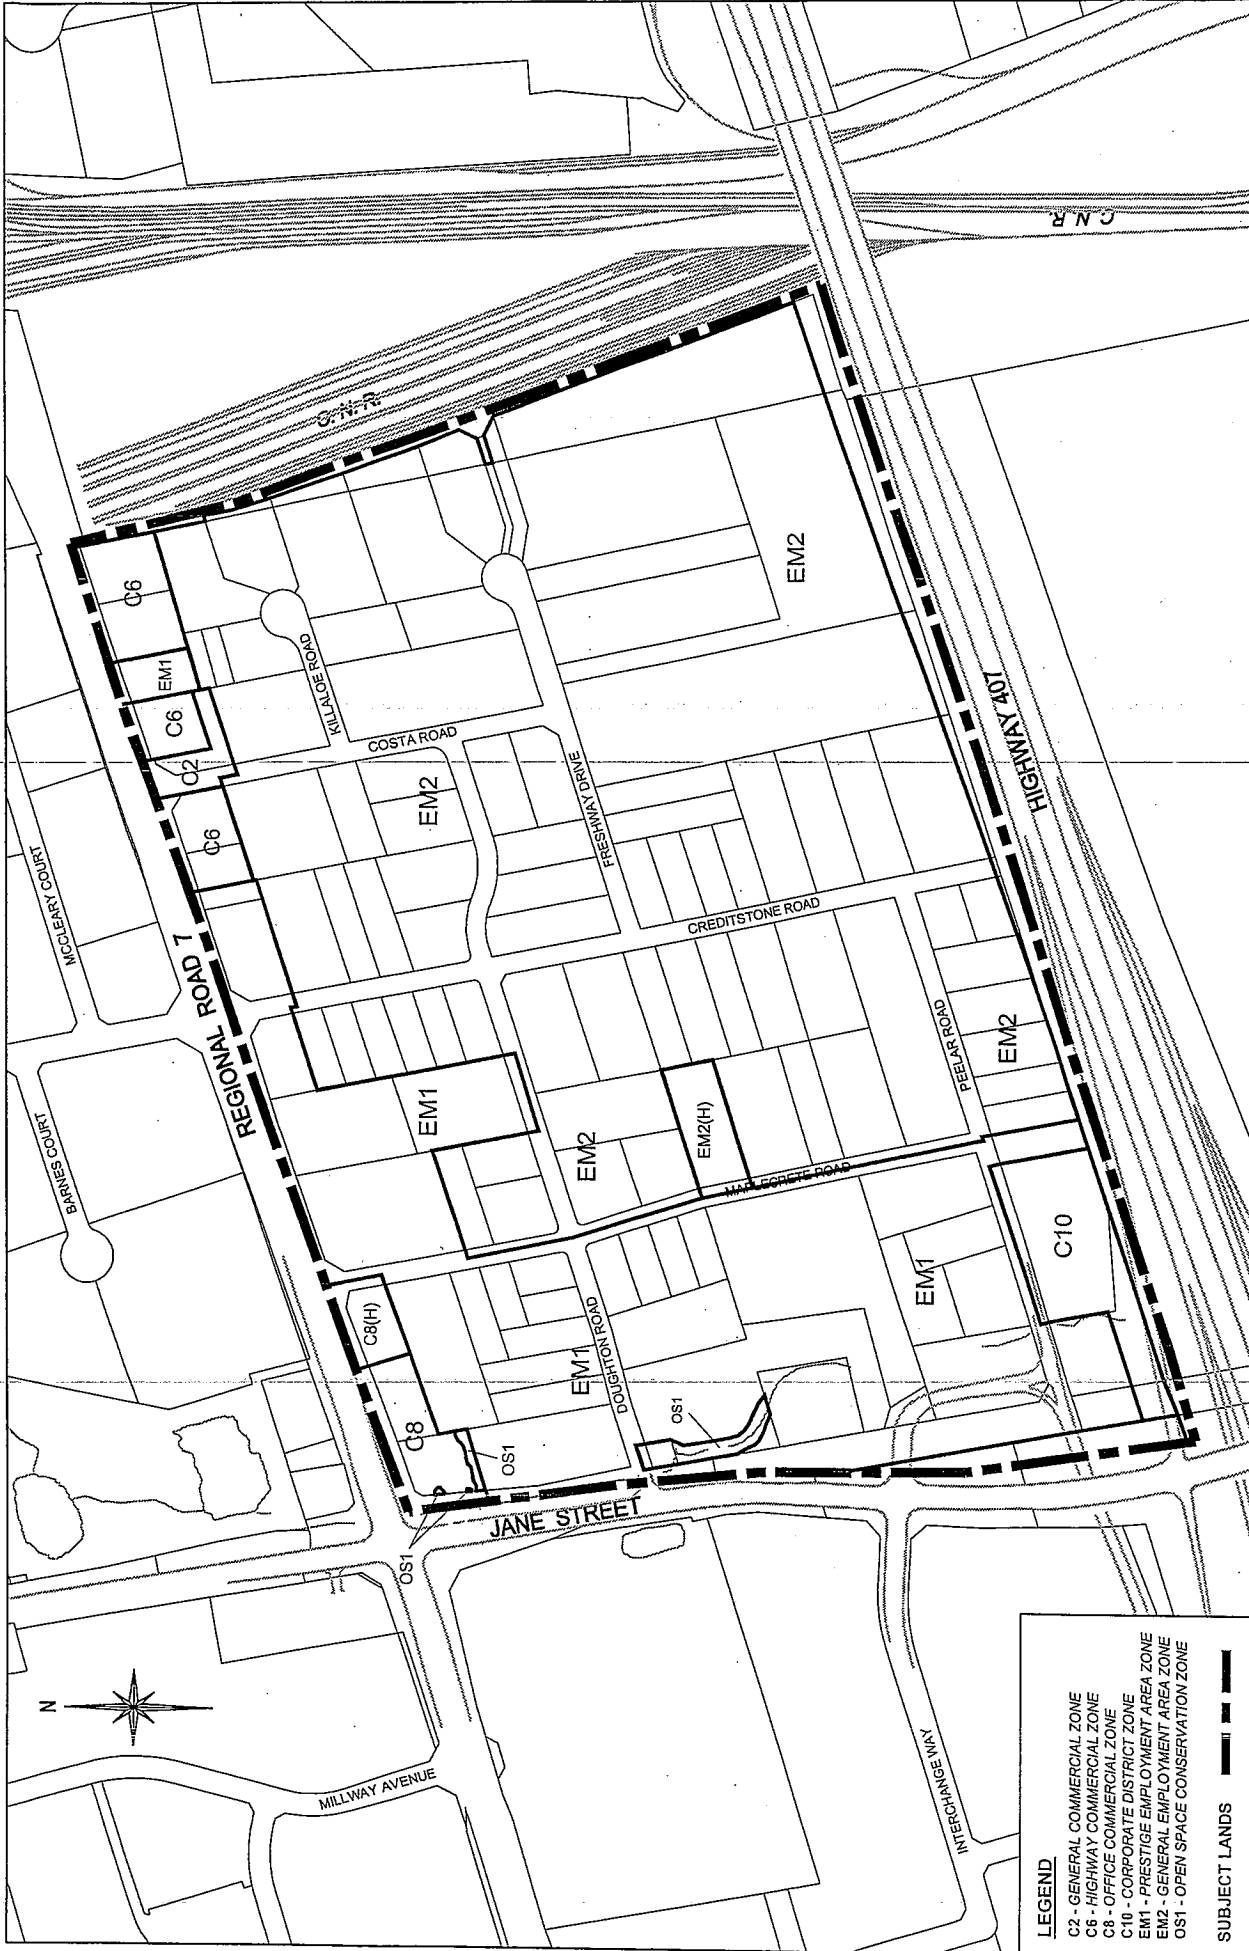 C.N.R.
C.N.R.
C6
EM1
C6
C2
C6
KILLALOE ROAD
COSTA ROAD
EM2
EM2
FRESHWAY DRIVE
HIGHWAY 407
MCCLEARY COURT
REGIONAL ROAD 7
CREDITSTONE ROAD
BARNES COURT
EM1
EM2
EM2(H)
PEELAR ROAD
EM2
MAPLECRETE ROAD
C10
C8(H)
EM1
DOUGHTON ROAD
EM1
C8
OS1
OS1
OS1
JANE STREET
N
MILLWAY AVENUE
INTERCHANGE WAY
LEGEND
C2 - GENERAL COMMERCIAL ZONE
C6 - HIGHWAY COMMERCIAL ZONE
C8 - OFFICE COMMERCIAL ZONE
C10 - CORPORATE DISTRICT ZONE
EM1 - PRESTIGE EMPLOYMENT AREA ZONE
EM2 - GENERAL EMPLOYMENT AREA ZONE
OS1 - OPEN SPACE CONSERVATION ZONE
SUBJECT LANDS